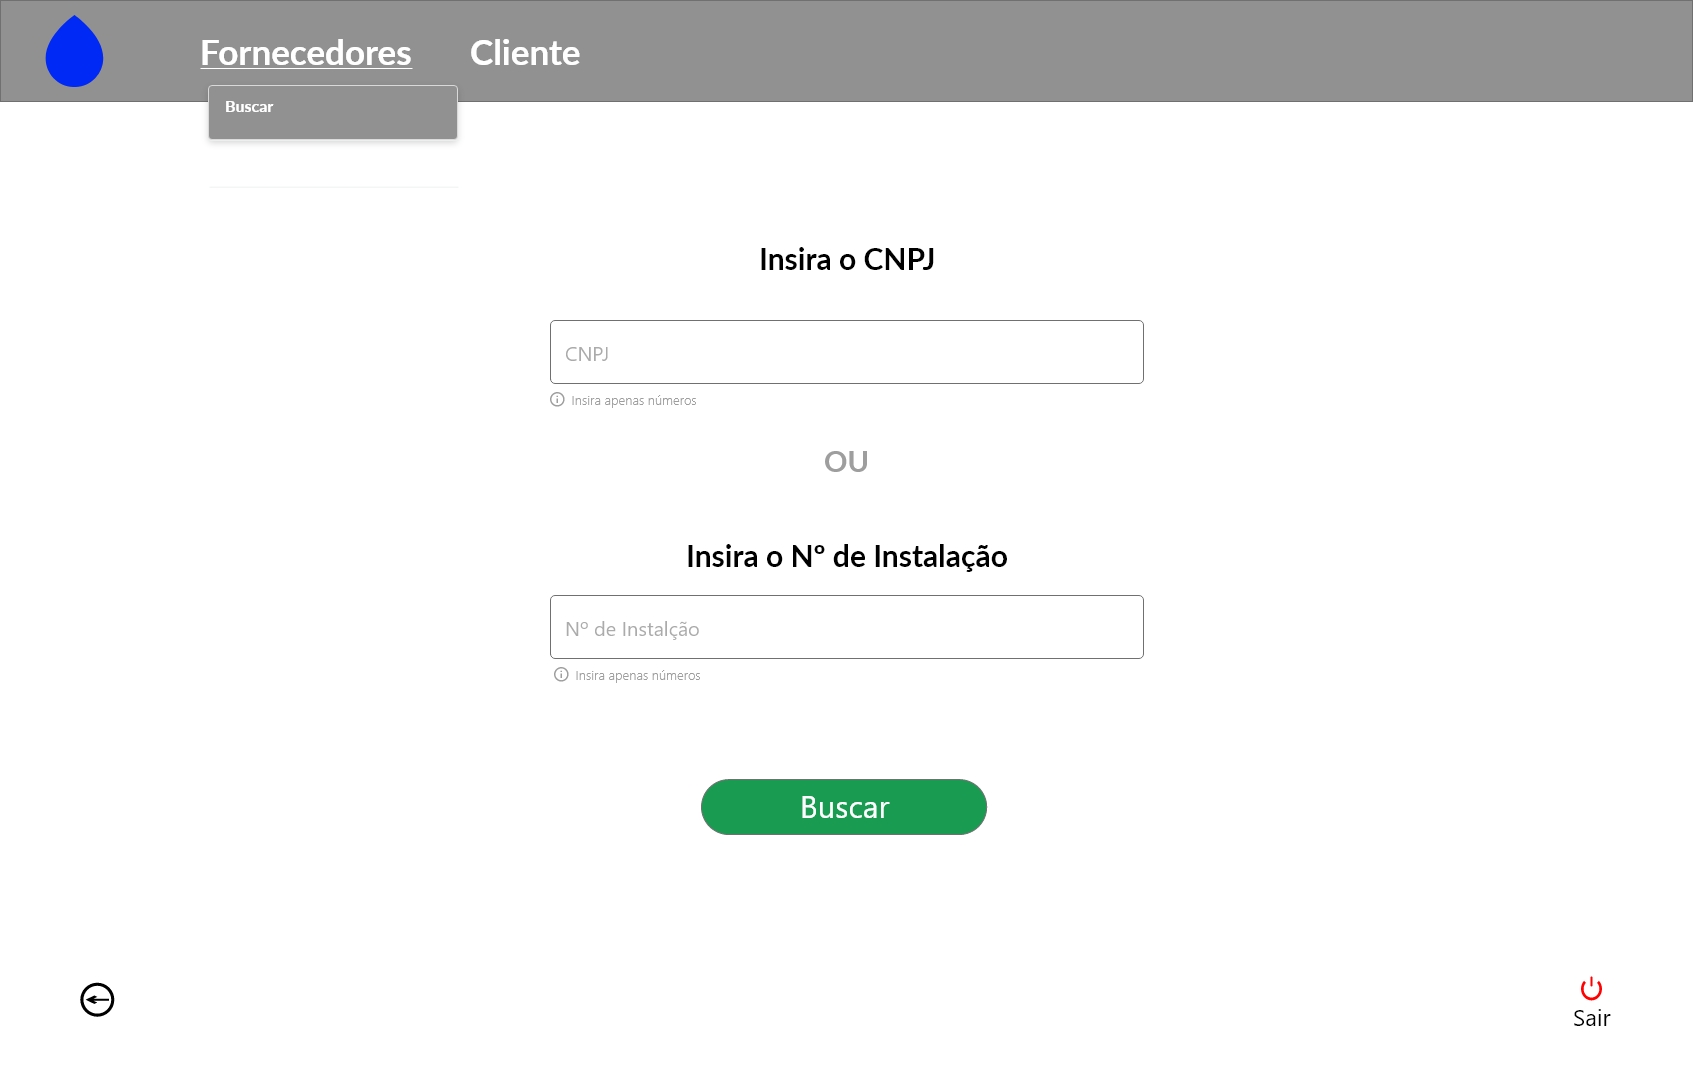 Fornecedores Cliente
Buscar
Insira o CNPJ
CNPJ
Insira apenas números
OU
Insira o Nº de Instalação
Nº de Instalção
Insira apenas números
Buscar
Sair